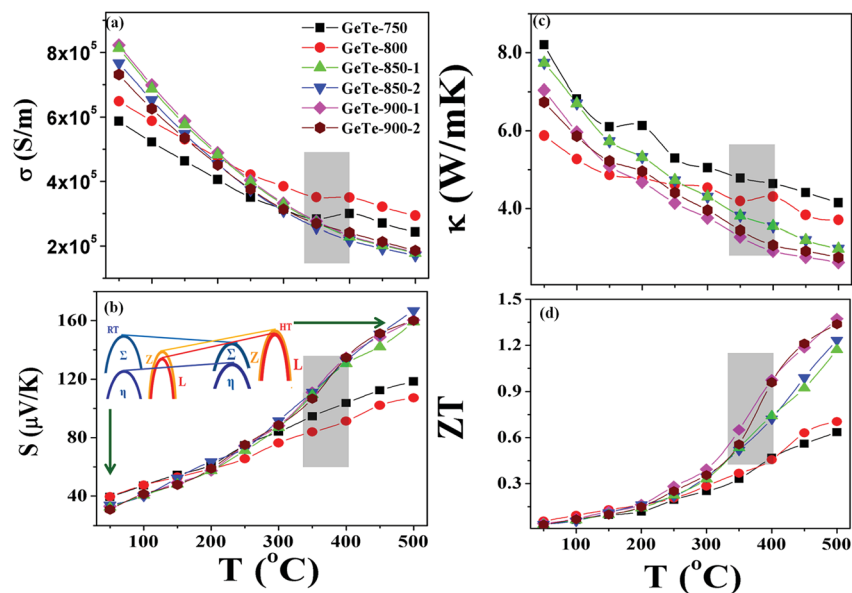 (a)
GeTe-750
GeTe-800
GeTe-850-1
GeTe-850-2
GeTe-900-1
GeTe-900-2
8x10⁵
6x10⁵
4x10⁵
2x10⁵
σ (S/m)
(c)
8.0
6.0
4.0
κ (W/mK)
(b)
160
120
80
40
S (μV/K)
RT
Σ
Z
η
L
Σ
Z
η
HT
L
100
200
300
400
500
T (°C)
(d)
1.5
1.2
0.9
0.6
0.3
ZT
100
200
300
400
500
T (°C)